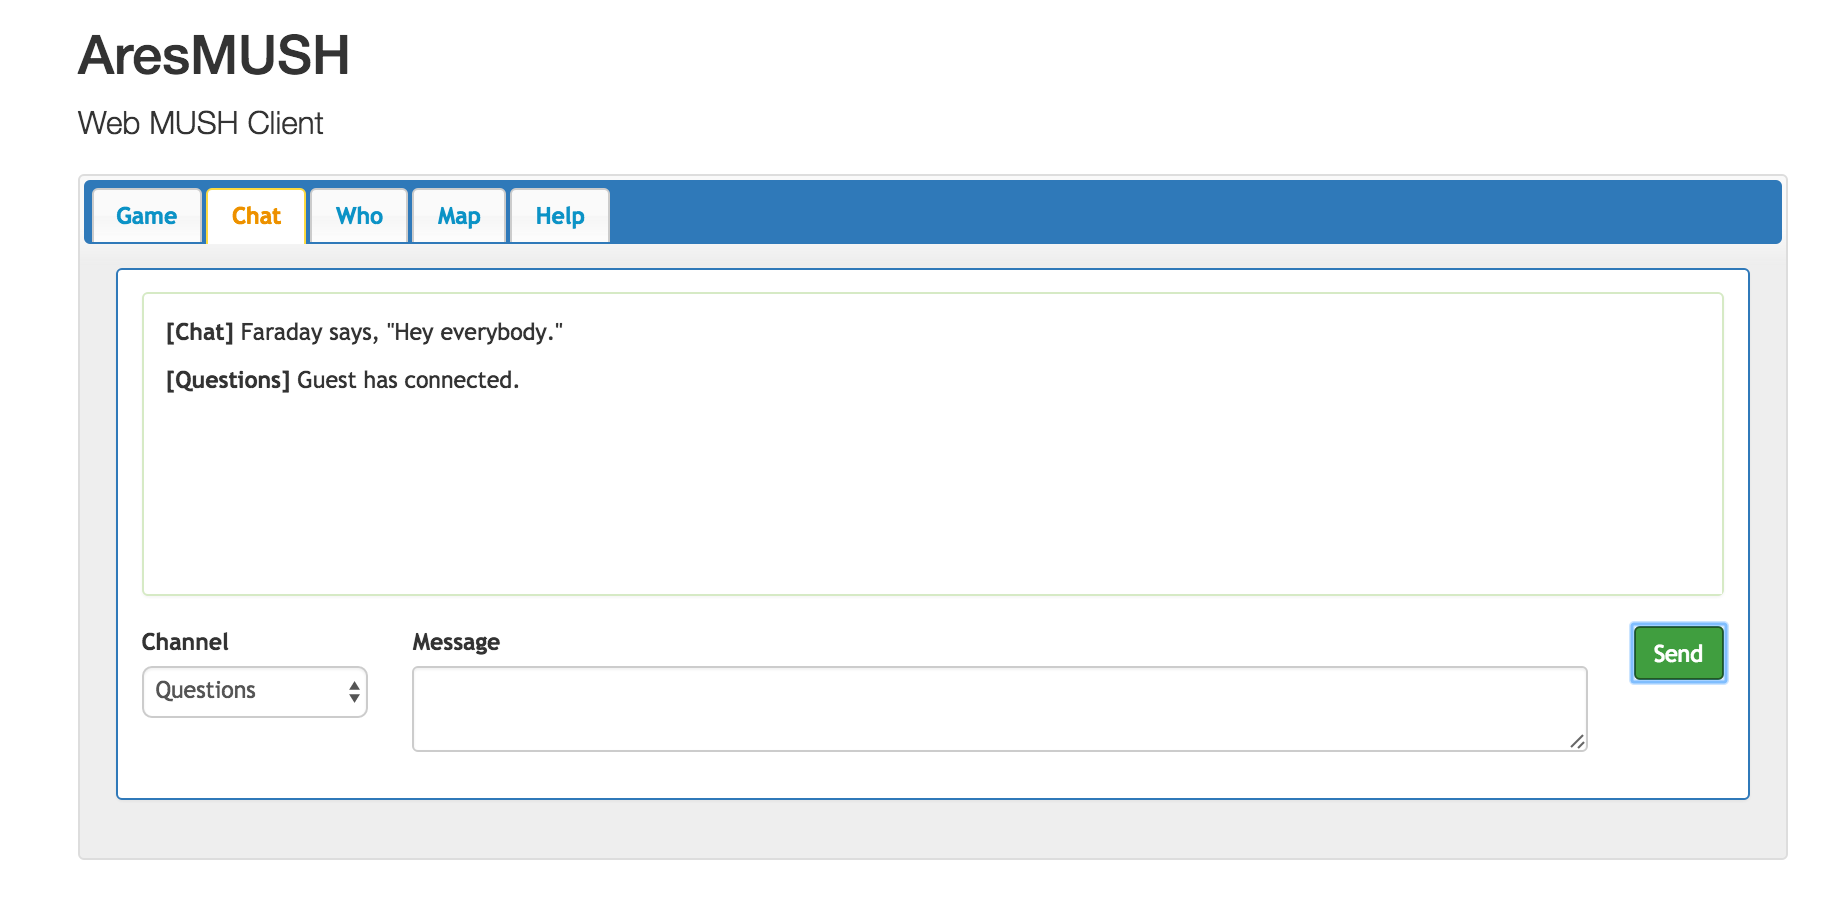 AresMUSH
Web MUSH Client
Game Chat Who Map Help
[Chat] Faraday says, "Hey everybody."
[Questions] Guest has connected.
Channel Message
Send
Questions